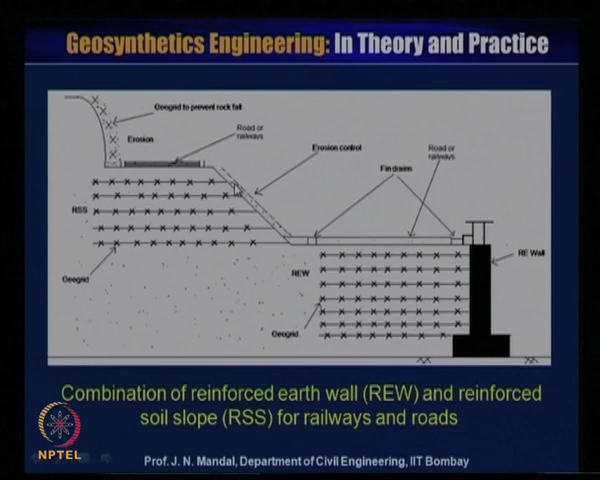 Geosynthetics Engineering: In Theory and Practice
Geogrid to prevent rock fall
Erosion
Road or
railways
Erosion control
Road or
railways
Fin drains
RSS
REW
RE Wall
Geogrid
Geogrid.
Combination of reinforced earth wall (REW) and reinforced
soil slope (RSS) for railways and roads
NPTEL
Prof. J. N. Mandal, Department of Civil Engineering, IIT Bombay